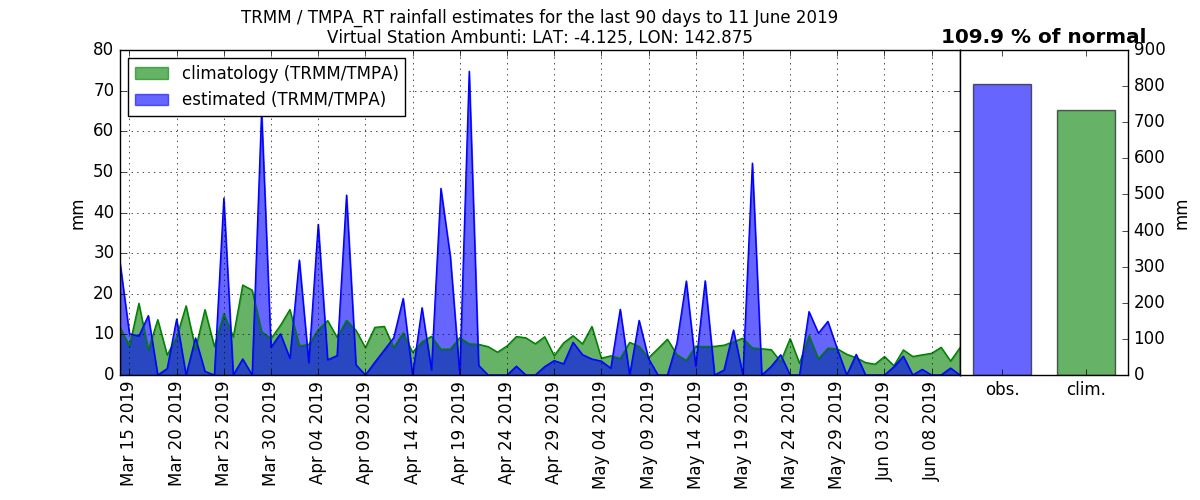 TRMM / TMPA_RT rainfall estimates for the last 90 days to 11 June 2019
Virtual Station Ambunti: LAT: -4.125, LON: 142.875
109.9 % of normal
climatology (TRMM/TMPA)
estimated (TRMM/TMPA)
mm
80
70
60
50
40
30
20
10
0
Mar 15 2019
Mar 20 2019
Mar 25 2019
Mar 30 2019
Apr 04 2019
Apr 09 2019
Apr 14 2019
Apr 19 2019
Apr 24 2019
Apr 29 2019
May 04 2019
May 09 2019
May 14 2019
May 19 2019
May 24 2019
May 29 2019
Jun 03 2019
Jun 08 2019
obs.
clim.
900
800
700
600
500
400
300
200
100
0
mm